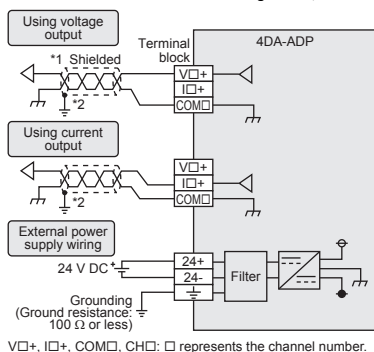 Using voltage
output
*1 Shielded
Terminal
block
4DA-ADP
V□+
I□+
COM□
*2
Using current
output
V□+
I□+
COM□
*2
External power
supply wiring
24 V DC
+
24+
24-
Filter
Grounding
(Ground resistance:
100 Ω or less)
V□+, I□+, COM□, CH□: □ represents the channel number.